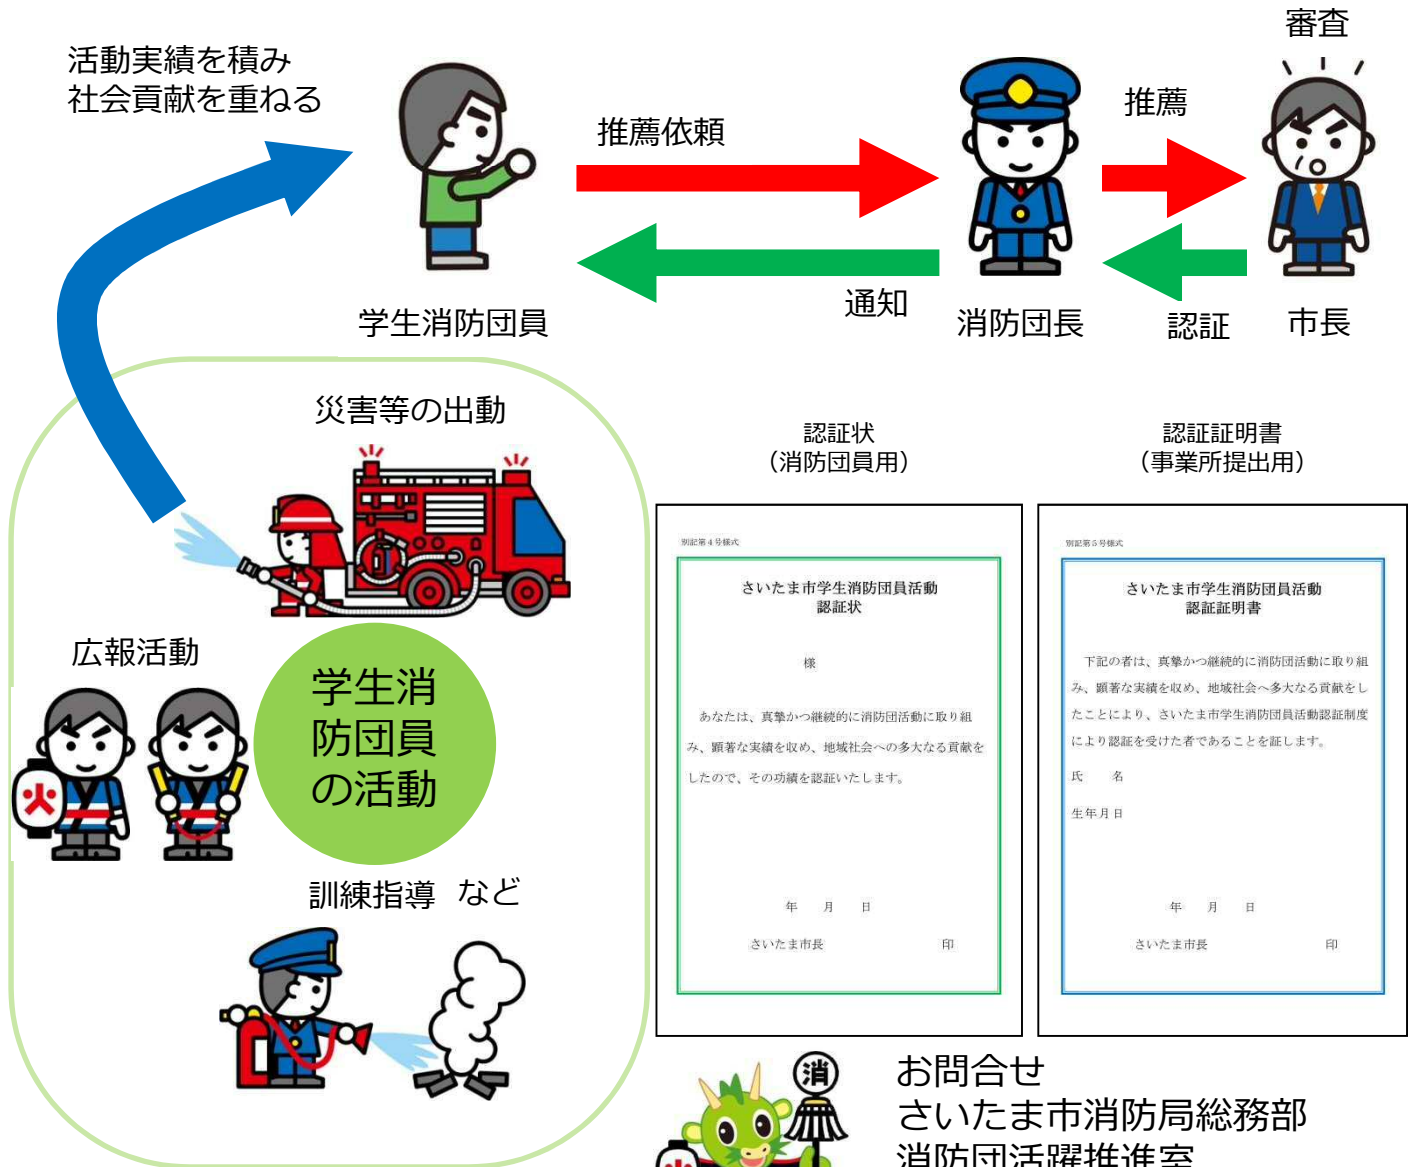 審査
活動実績を積み
社会貢献を重ねる
推薦依頼
推薦
通知
認証
学生消防団員
消防団長
市長
災害等の出動
広報活動
学生消
防団員
の活動
訓練指導 など
火
認証状
（消防団員用）
別記第4号様式
さいたま市学生消防団員活動
認証状
様
あなたは、真摯かつ継続的に消防団活動に取り組
み、顕著な実績を収め、地域社会への多大なる貢献を
したので、その功績を認証いたします。
年 月 日
さいたま市長 印
認証証明書
（事業所提出用）
別記第5号様式
さいたま市学生消防団員活動
認証証明書
下記の者は、真摯かつ継続的に消防団活動に取り組
み、顕著な実績を収め、地域社会へ多大なる貢献をし
たことにより、さいたま市学生消防団員活動認証制度
により認証を受けた者であることを証します。
氏 名
生年月日
年 月 日
さいたま市長 印
消
火
お問合せ
さいたま市消防局総務部
消防団活躍推進室